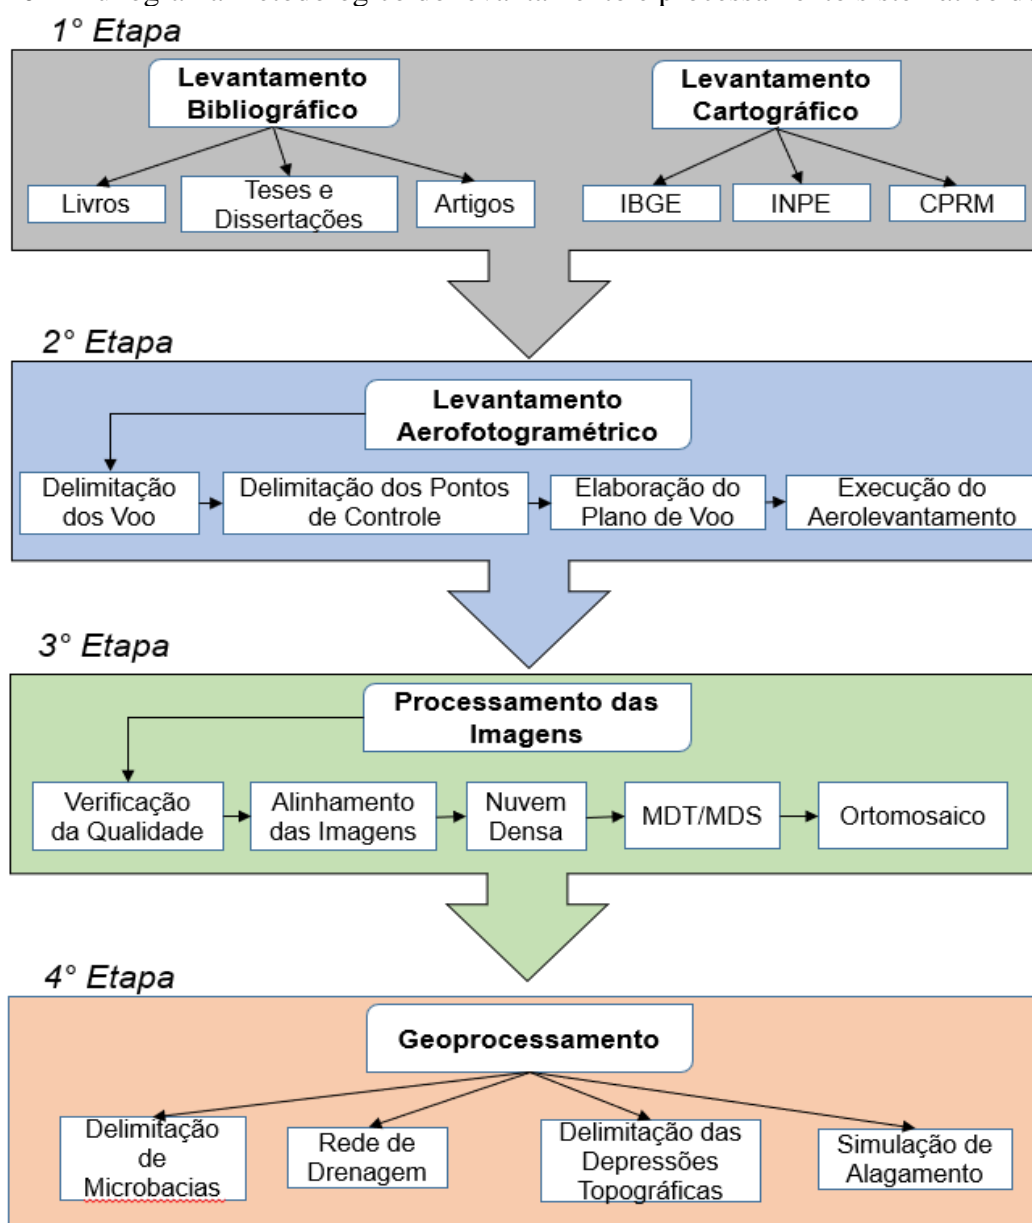 1° Etapa
Levantamento
Bibliográfico
Levantamento
Cartográfico
Livros
Teses e
Dissertações
Artigos
IBGE
INPE
CPRM
2° Etapa
Levantamento
Aerofotogramétrico
Delimitação
dos Voo
Delimitação dos Pontos
de Controle
Elaboração do
Plano de Voo
Execução do
Aerolevantamento
3° Etapa
Processamento das
Imagens
Verificação
da Qualidade
Alinhamento
das Imagens
Nuvem
Densa
MDT/MDS
Ortomosaico
4° Etapa
Geoprocessamento
Delimitação
de
Microbacias
Rede de
Drenagem
Delimitação das
Depressões
Topográficas
Simulação de
Alagamento